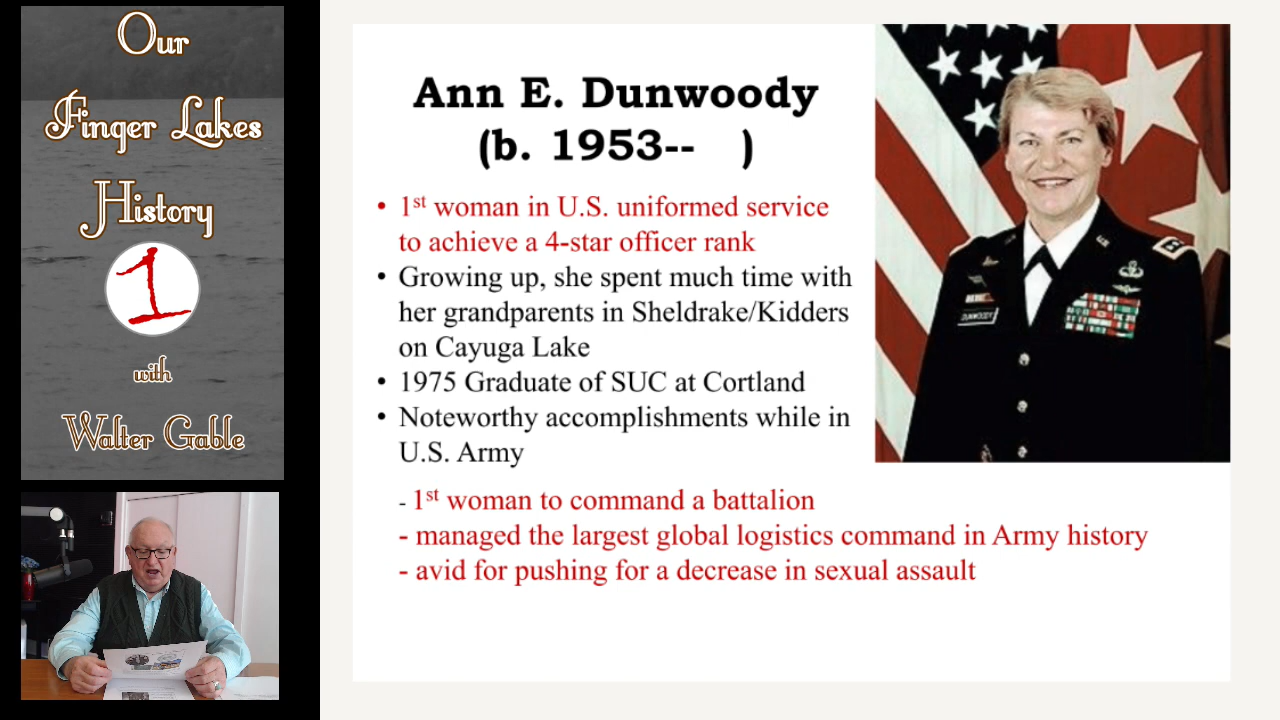 Our
Finger Lakes
History
1
with
Walter Gable
Ann E. Dunwoody
(b. 1953-- )
• 1st woman in U.S. uniformed service
to achieve a 4-star officer rank
• Growing up, she spent much time with
her grandparents in Sheldrake/Kidders
on Cayuga Lake
• 1975 Graduate of SUC at Cortland
• Noteworthy accomplishments while in
U.S. Army
- 1st woman to command a battalion
- managed the largest global logistics command in Army history
- avid for pushing for a decrease in sexual assault
DUNWOODY